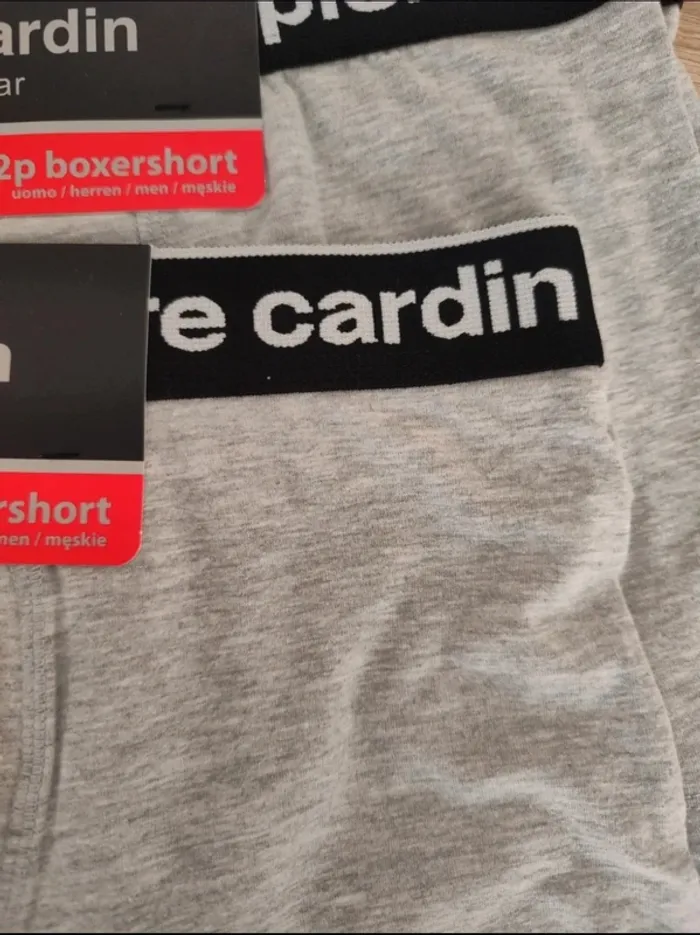 ardin
ar
2p boxershort
uomo / herren / men / męskie
re cardin
rshort
men / męskie